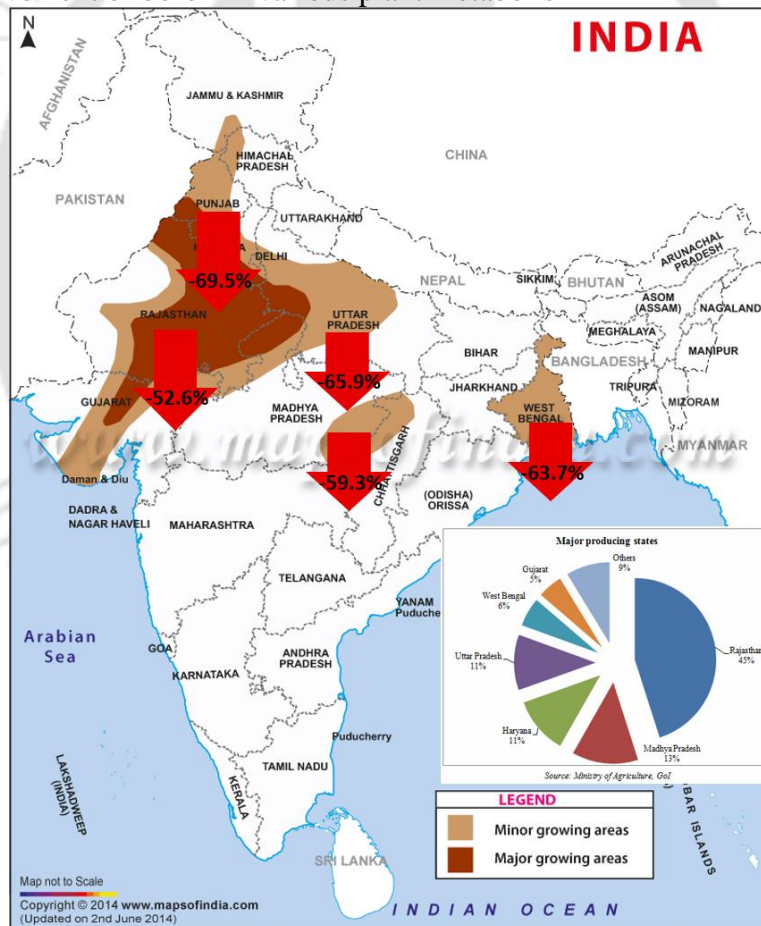 N
INDIA
AFGHANISTAN
JAMMU & KASHMIR
CHINA
HIMACHAL
PRADESH
PAKISTAN
PUNJAB
UTTARAKHAND
DELHI
-69.5%
NEPAL
SIKKIM
BHUTAN
ARUNACHAL
PRADESH
ASOM
(ASSAM)
NAGALAND
MEGHALAYA
MANIPUR
RAJASTHAN
UTTAR
PRADESH
BIHAR
BANGLADESH
TRIPURA
MIZORAM
GUJARAT
-52.6%
-65.9%
JHARKHAND
MADHYA
PRADESH
WEST
BENGAL
MYANMAR
www.mapsofindia.com
Daman & Diu
-59.3%
CHHATTISGARH
-63.7%
DADRA &
NAGAR HAVELI
MAHARASHTRA
(ODISHA)
ORISSA
TELANGANA
YANAM
Arabian
Sea
GOA
ANDHRA
PRADESH
KARNATAKA
Puducherry
TAMIL NADU
KERALA
LAKSHADWEEP
(INDIA)
SRI LANKA
ISLANDS
Major producing states
Others
9%
Gujarat
5%
West Bengal
6%
Uttar Pradesh
11%
Haryana
11%
Madhya Pradesh
13%
Rajasthan
45%
Source: Ministry of Agriculture, GoI
LEGEND
Minor growing areas
Major growing areas
Map not to Scale
Copyright © 2014 www.mapsofindia.com
(Updated on 2nd June 2014)
INDIAN OCEAN